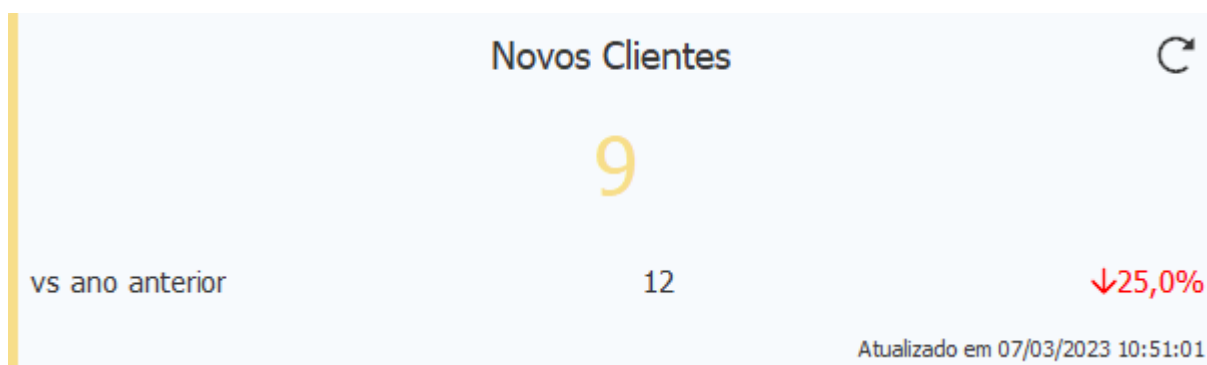 Novos Clientes
9
vs ano anterior 12 ↓25,0%
Atualizado em 07/03/2023 10:51:01